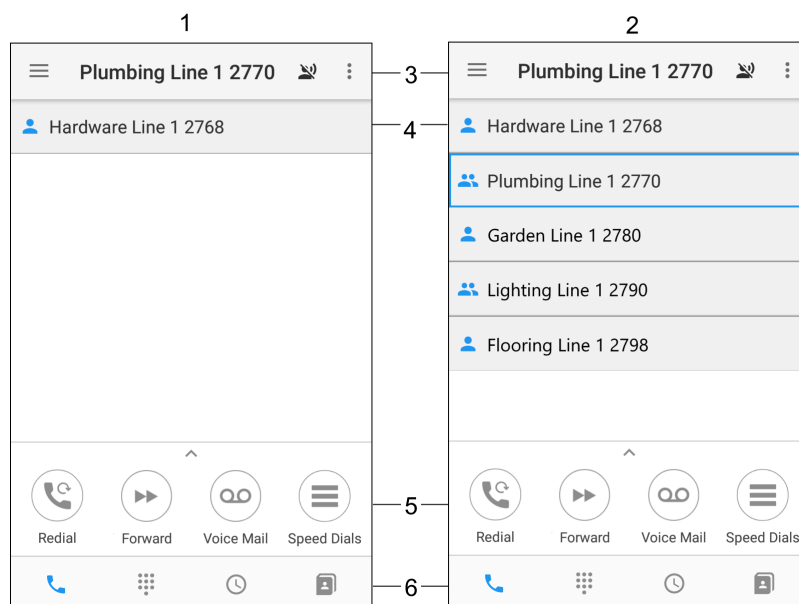 1
2
Plumbing Line 1 2770
3
Plumbing Line 1 2770
Hardware Line 1 2768
4
Hardware Line 1 2768
Plumbing Line 1 2770
Garden Line 1 2780
Lighting Line 1 2790
Flooring Line 1 2798
5
Redial Forward Voice Mail Speed Dials
Redial Forward Voice Mail Speed Dials
6